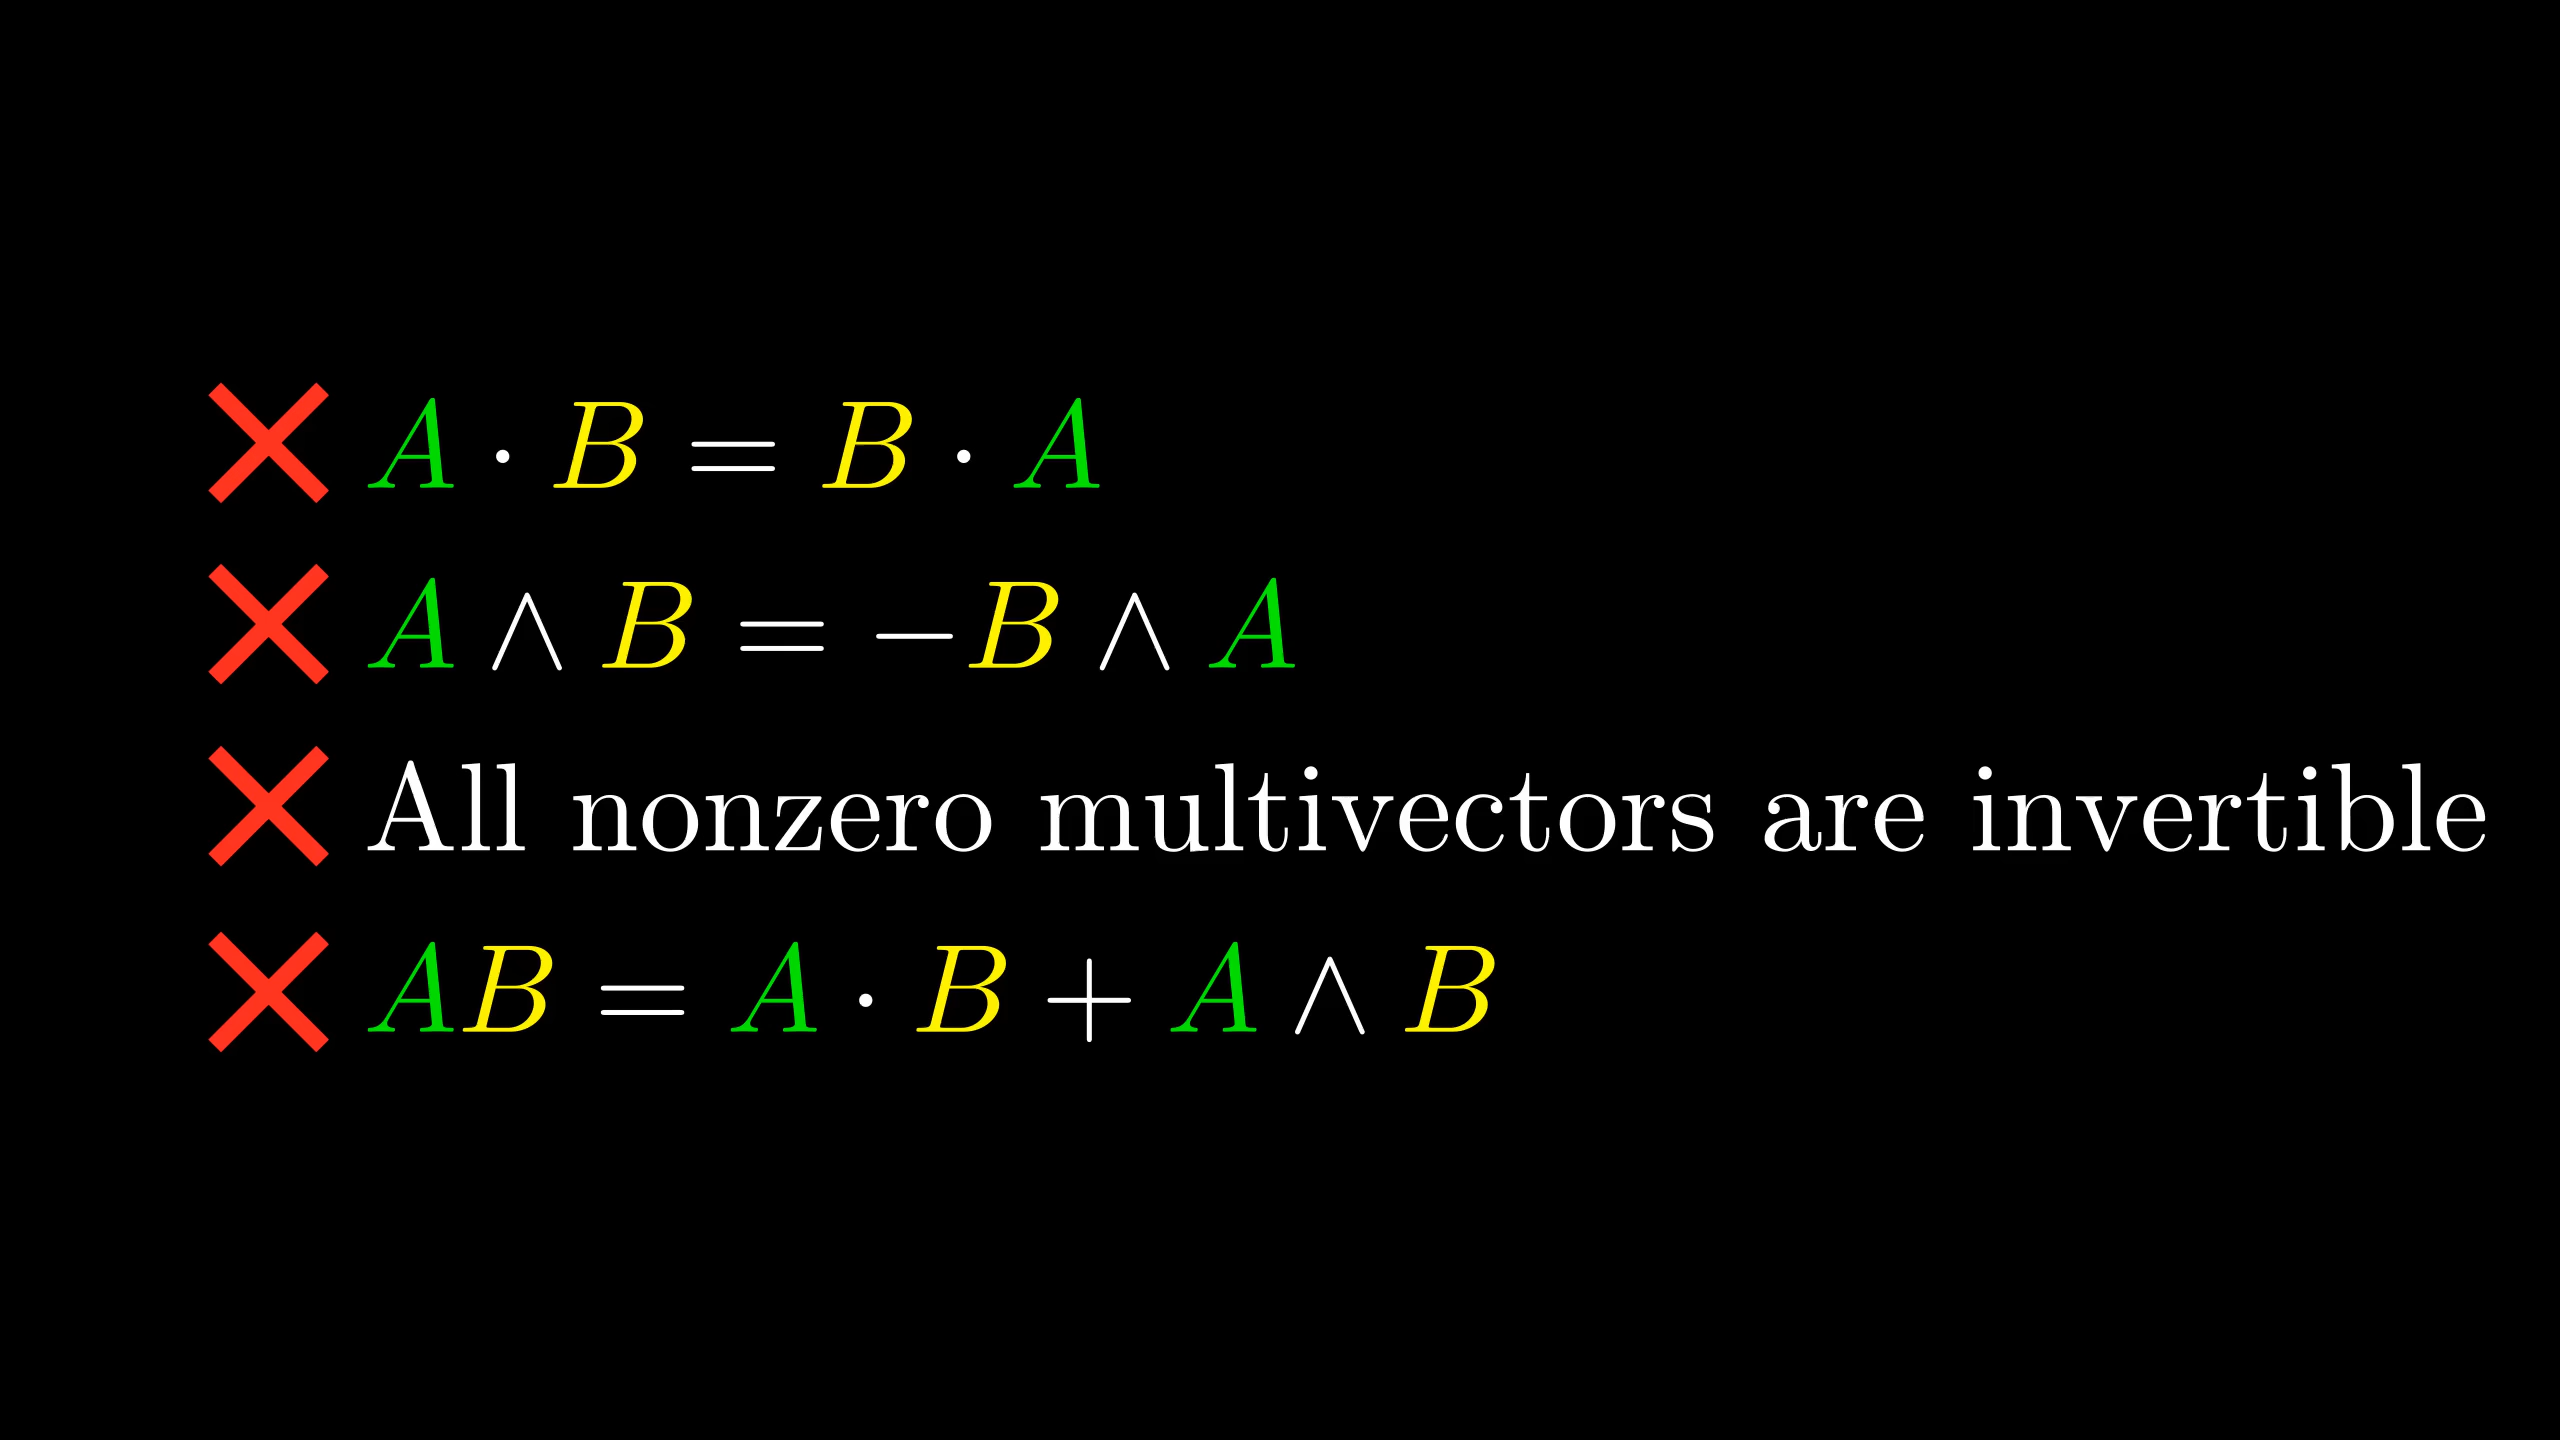 ❌ A · B = B · A
❌ A ∧ B = −B ∧ A
❌ All nonzero multivectors are invertible
❌ AB = A · B + A ∧ B